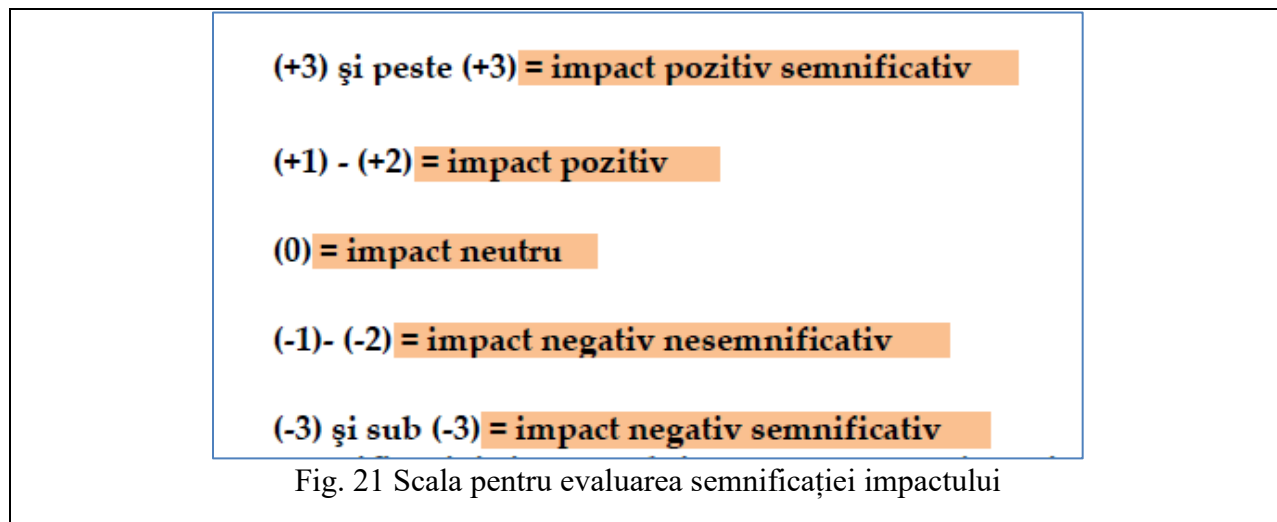 (+3) şi peste (+3) = impact pozitiv semnificativ
(+1) - (+2) = impact pozitiv
(0) = impact neutru
(-1)- (-2) = impact negativ nesemnificativ
(-3) şi sub (-3) = impact negativ semnificativ
Fig. 21 Scala pentru evaluarea semnificației impactului